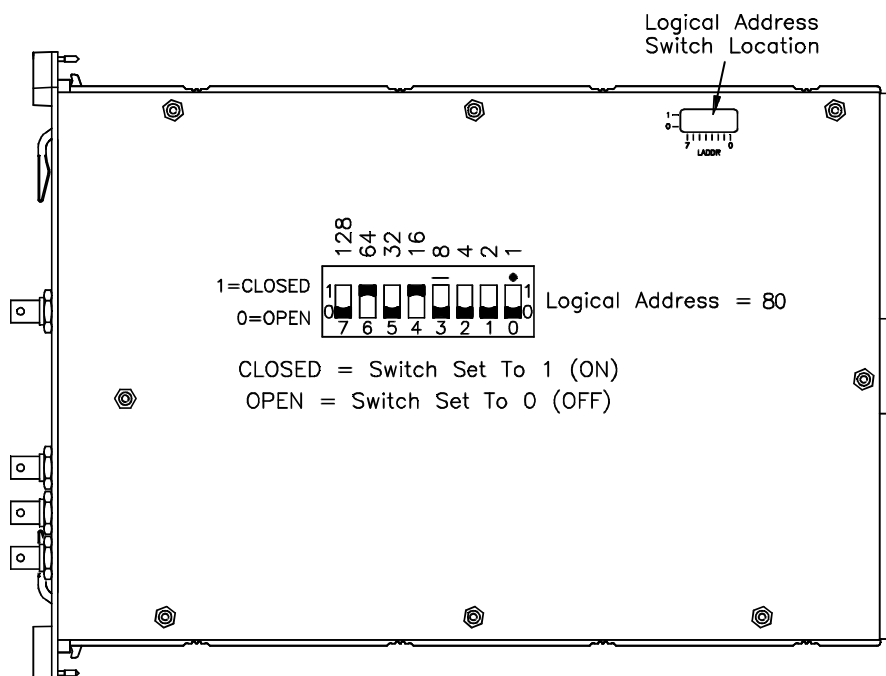 Logical Address
Switch Location
1
0
7 0
LADDR
128 64 32 16 8 4 2 1
1=CLOSED
0=OPEN
1 1
0 0
7 6 5 4 3 2 1 0
Logical Address = 80
CLOSED = Switch Set To 1 (ON)
OPEN = Switch Set To 0 (OFF)